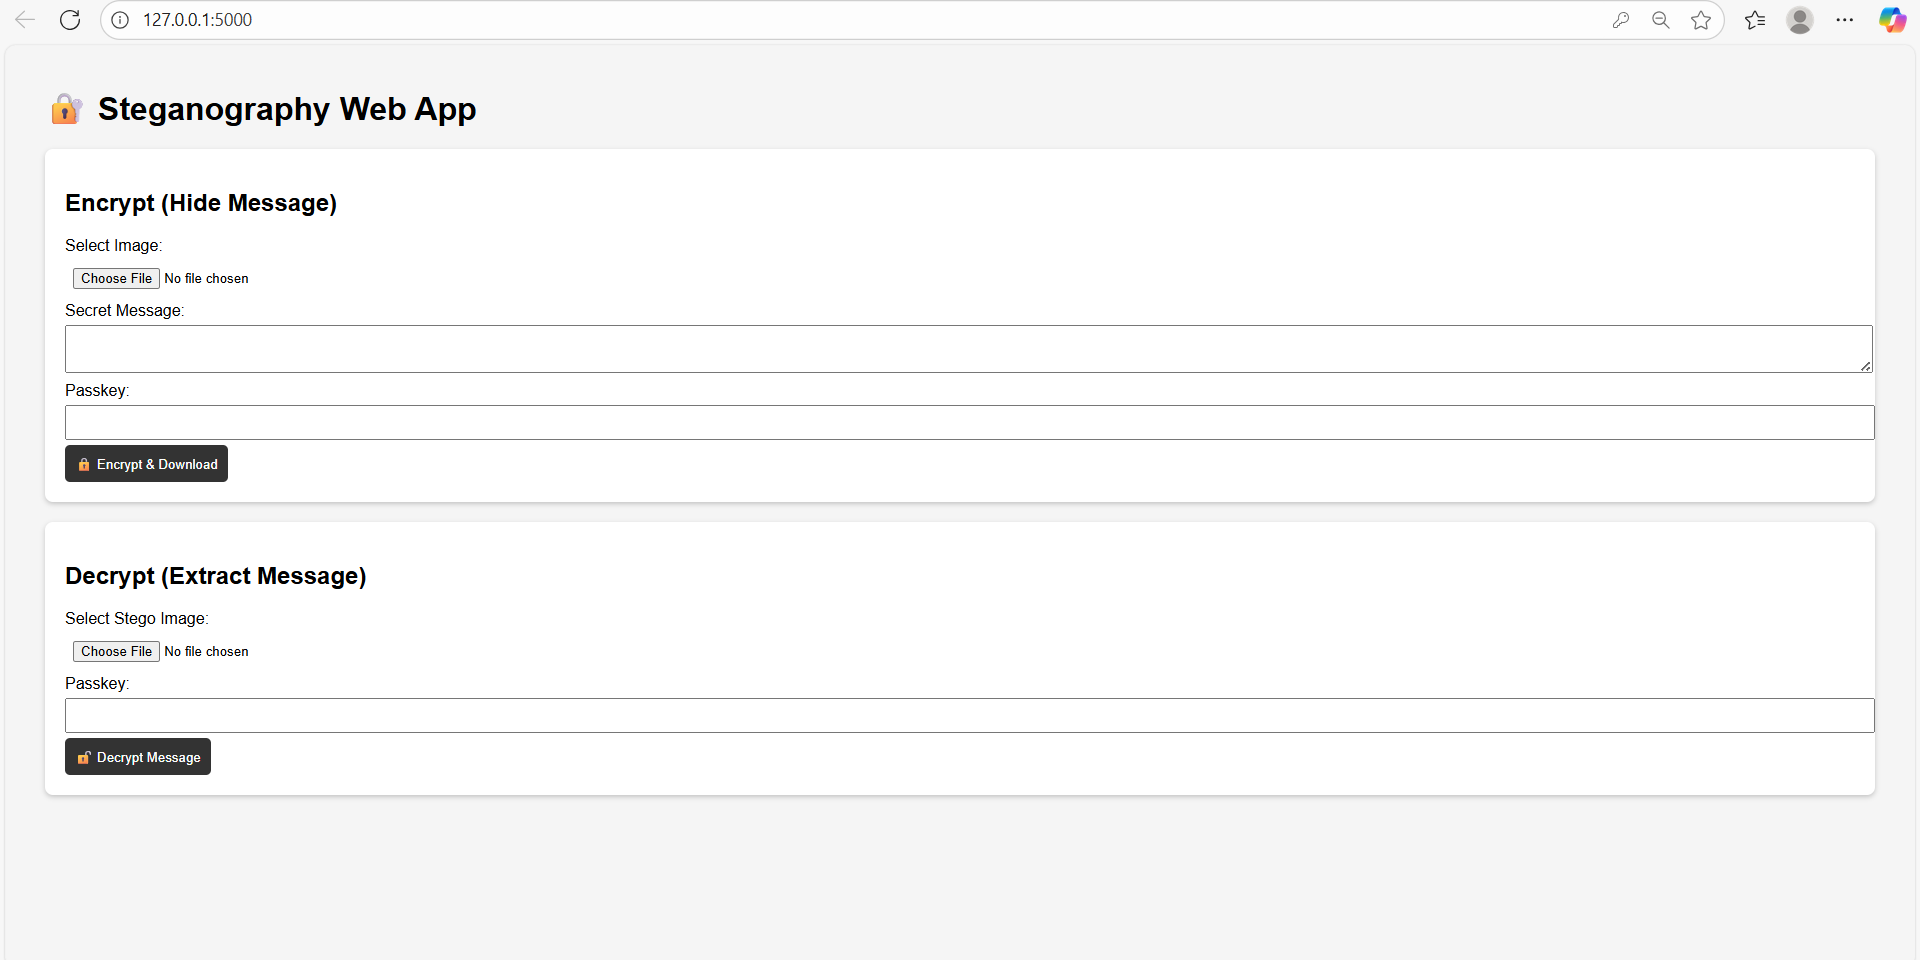 127.0.0.1:5000
🔐 Steganography Web App
Encrypt (Hide Message)
Select Image:
Choose File No file chosen
Secret Message:
Passkey:
🔒 Encrypt & Download
Decrypt (Extract Message)
Select Stego Image:
Choose File No file chosen
Passkey:
🔓 Decrypt Message